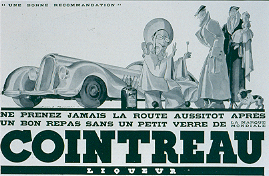 "UNE BONNE RECOMMANDATION"
NE PRENEZ JAMAIS LA ROUTE AUSSITOT APRÈS
UN BON REPAS SANS UN PETIT VERRE DE LA MARQUE MONDIALE
COINTREAU
LIQUEUR